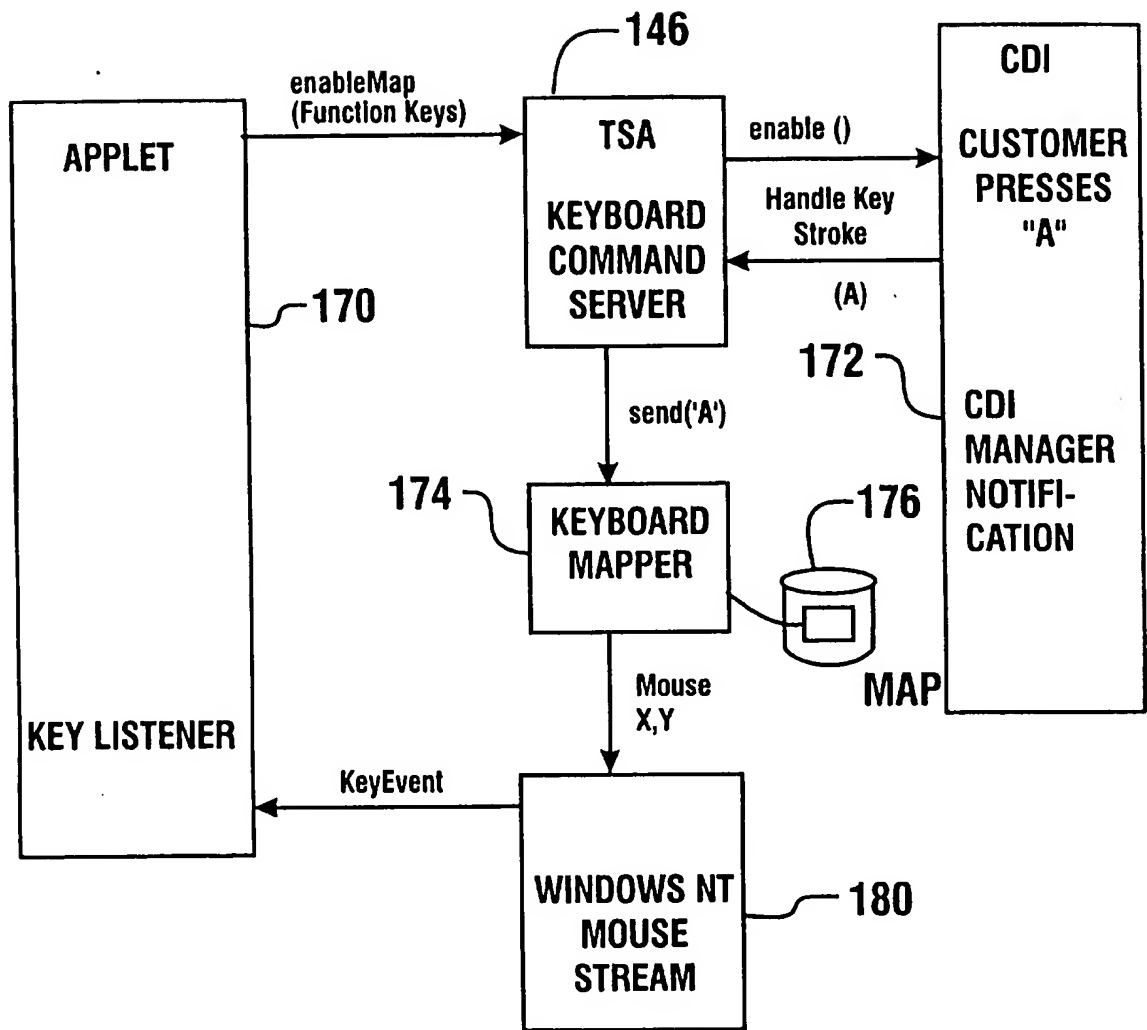 146
enableMap
(Function Keys)
APPLET
TSA
KEYBOARD
COMMAND
SERVER
enable ()
Handle Key
Stroke
(A)
CDI
CUSTOMER
PRESSES
"A"
170
172
CDI
MANAGER
NOTIFI-
CATION
send('A')
174
KEYBOARD
MAPPER
176
MAP
Mouse
X,Y
KEY LISTENER
KeyEvent
WINDOWS NT
MOUSE
STREAM
180